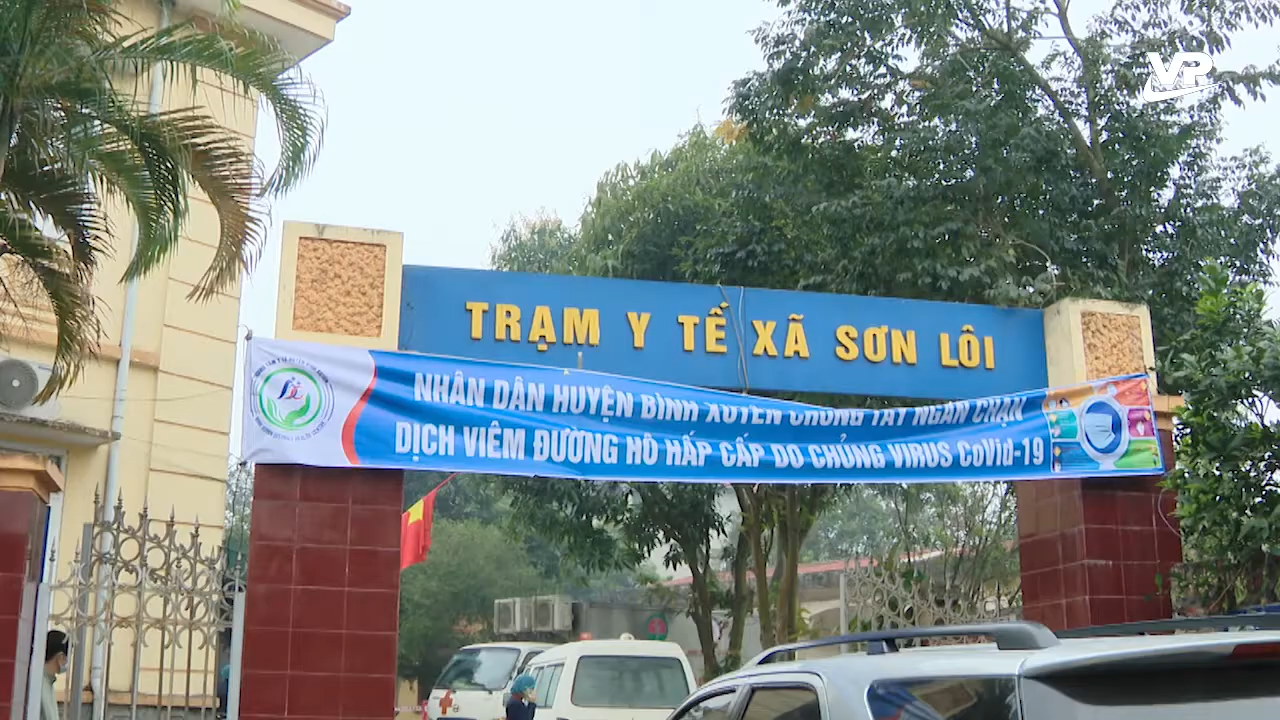 VP
TRẠM Y TẾ XÃ SƠN LÔI
NHÂN DÂN HUYỆN BÌNH XUYÊN CHUNG TAY NGĂN CHẶN
DỊCH VIÊM ĐƯỜNG HÔ HẤP CẤP DO CHỦNG VIRUS CoVid-19